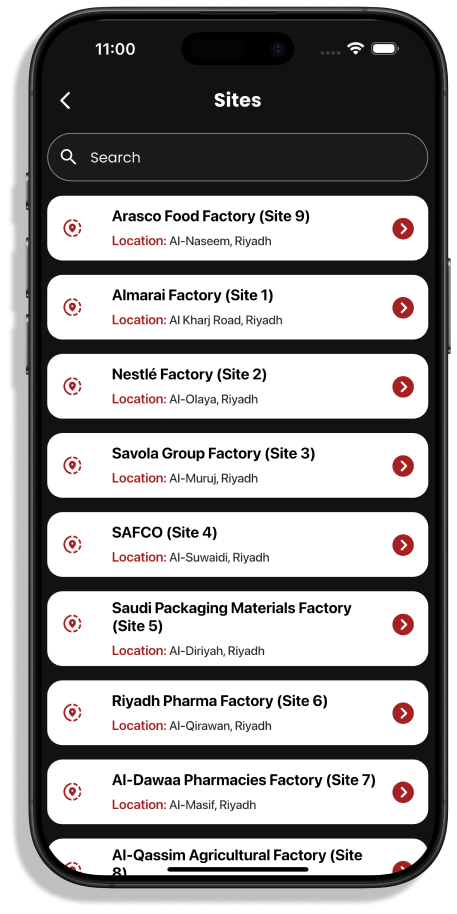 11:00
Sites
Search
Arasco Food Factory (Site 9)
Location: Al-Naseem, Riyadh
Almarai Factory (Site 1)
Location: Al Kharj Road, Riyadh
Nestlé Factory (Site 2)
Location: Al-Olaya, Riyadh
Savola Group Factory (Site 3)
Location: Al-Muruj, Riyadh
SAFCO (Site 4)
Location: Al-Suwaidi, Riyadh
Saudi Packaging Materials Factory
(Site 5)
Location: Al-Diriyah, Riyadh
Riyadh Pharma Factory (Site 6)
Location: Al-Qirawan, Riyadh
Al-Dawaa Pharmacies Factory (Site 7)
Location: Al-Masif, Riyadh
Al-Qassim Agricultural Factory (Site
8)